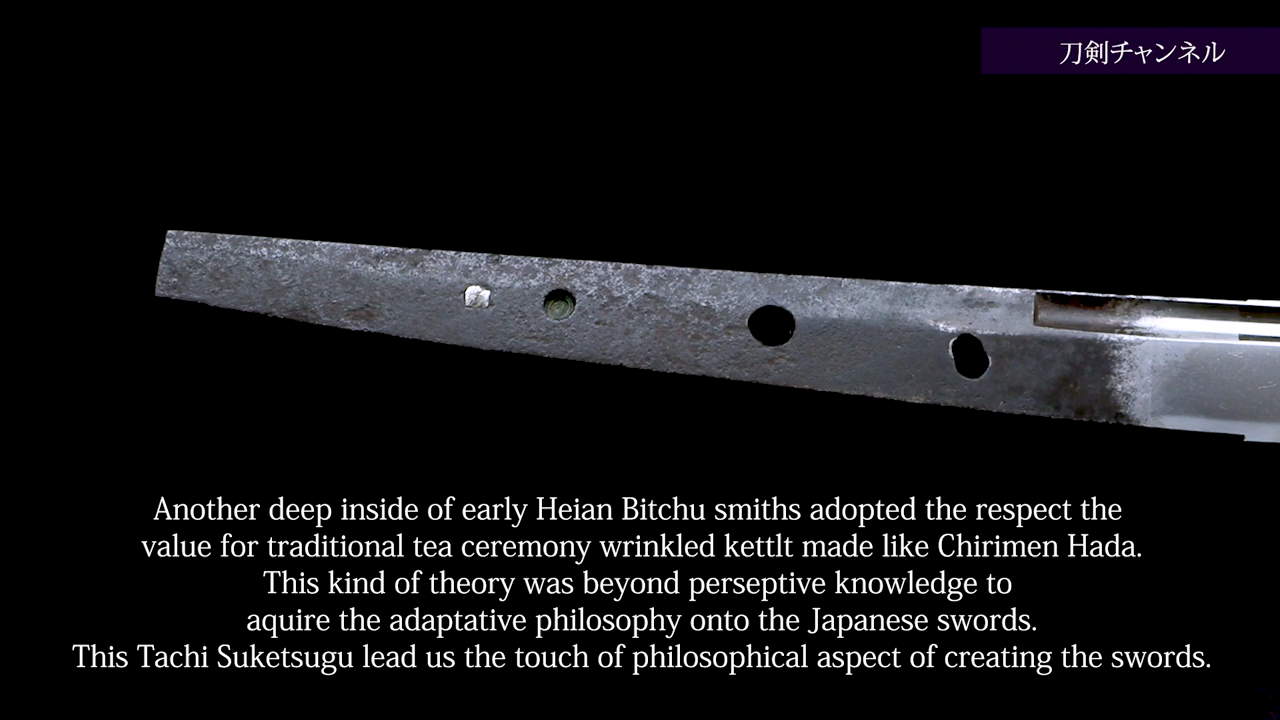 刀剣チャンネル
Another deep inside of early Heian Bitchu smiths adopted the respect the
value for traditional tea ceremony wrinkled kettlt made like Chirimen Hada.
This kind of theory was beyond perseptive knowledge to
aquire the adaptative philosophy onto the Japanese swords.
This Tachi Suketsugu lead us the touch of philosophical aspect of creating the swords.